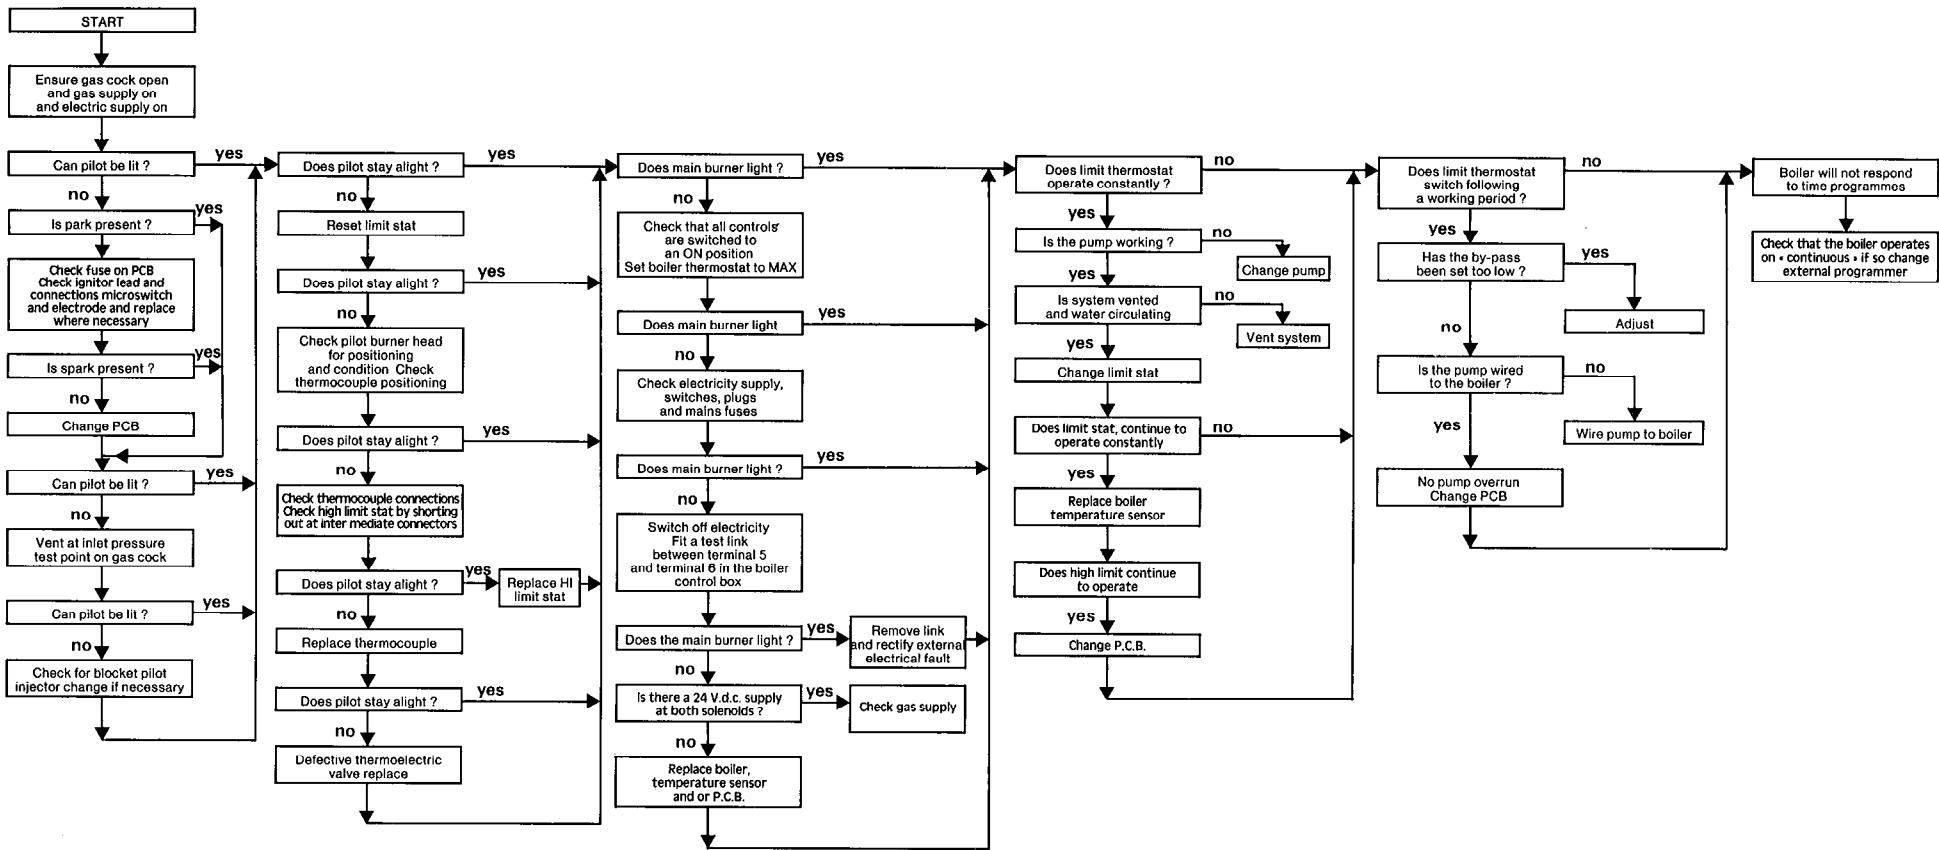 START
Ensure gas cock open
and gas supply on
and electric supply on
Can pilot be lit ?
yes
no
Is park present ?
yes
Check fuse on PCB
Check ignitor lead and
connections microswitch
and electrode and replace
where necessary
Is spark present ?
yes
no
Change PCB
Can pilot be lit ?
yes
no
Vent at inlet pressure
test point on gas cock
Can pilot be lit ?
yes
no
Check for blocket pilot
injector change if necessary
Does pilot stay alight ?
yes
no
Reset limit stat
Does pilot stay alight ?
yes
no
Check pilot burner head
for positioning
and condition Check
thermocouple positioning
Does pilot stay alight ?
yes
no
Check thermocouple connections
Check high limit stat by shorting
out at inter mediate connectors
Does pilot stay alight ?
yes
Replace HI
limit stat
no
Replace thermocouple
Does pilot stay alight ?
yes
no
Defective thermoelectric
valve replace
Does main burner light ?
yes
no
Check that all controls
are switched to
an ON position
Set boiler thermostat to MAX
Does main burner light
yes
no
Check electricity supply,
switches, plugs
and mains fuses
Does main burner light ?
yes
no
Switch off electricity
Fit a test link
between terminal 5
and terminal 6 in the boiler
control box
Does the main burner light ?
yes
Remove link
and rectify external
electrical fault
no
Is there a 24 V.d.c. supply
at both solenolds ?
yes
Check gas supply
no
Replace boiler,
temperature sensor
and or P.C.B.
Does limit thermostat
operate constantly ?
no
yes
Is the pump working ?
no
Change pump
yes
Is system vented
and water circulating
no
Vent system
yes
Change limit stat
Does limit stat, continue to
operate constantly
no
yes
Replace boiler
temperature sensor
Does high limit continue
to operate
yes
Change P.C.B.
Does limit thermostat
switch following
a working period ?
no
yes
Has the by-pass
been set too low ?
yes
Adjust
no
Is the pump wired
to the boiler ?
no
Wire pump to boiler
yes
No pump overrun
Change PCB
Boiler will not respond
to time programmes
Check that the boiler operates
on « continuous » if so change
external programmer